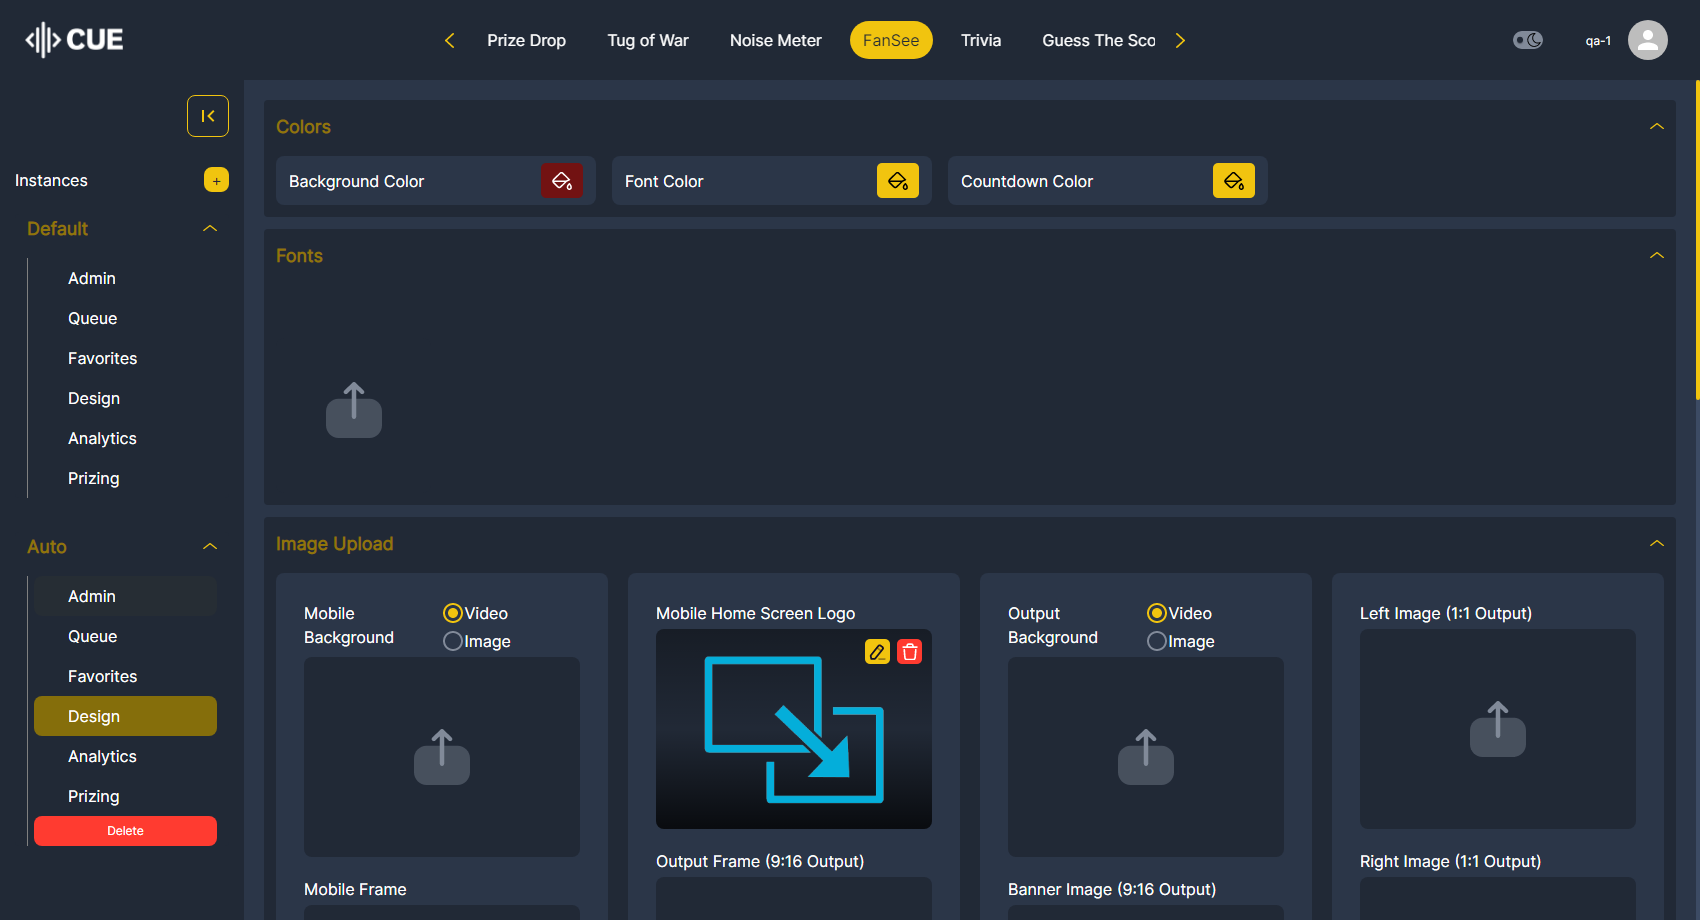 CUE
Prize Drop
Tug of War
Noise Meter
FanSee
Trivia
Guess The Sco
qa-1
Instances
+
Default
Admin
Queue
Favorites
Design
Analytics
Prizing
Auto
Admin
Queue
Favorites
Design
Analytics
Prizing
Delete
Colors
Background Color
Font Color
Countdown Color
Fonts
Image Upload
Mobile
Background
Video
Image
Mobile Home Screen Logo
Output
Background
Video
Image
Left Image (1:1 Output)
Mobile Frame
Output Frame (9:16 Output)
Banner Image (9:16 Output)
Right Image (1:1 Output)